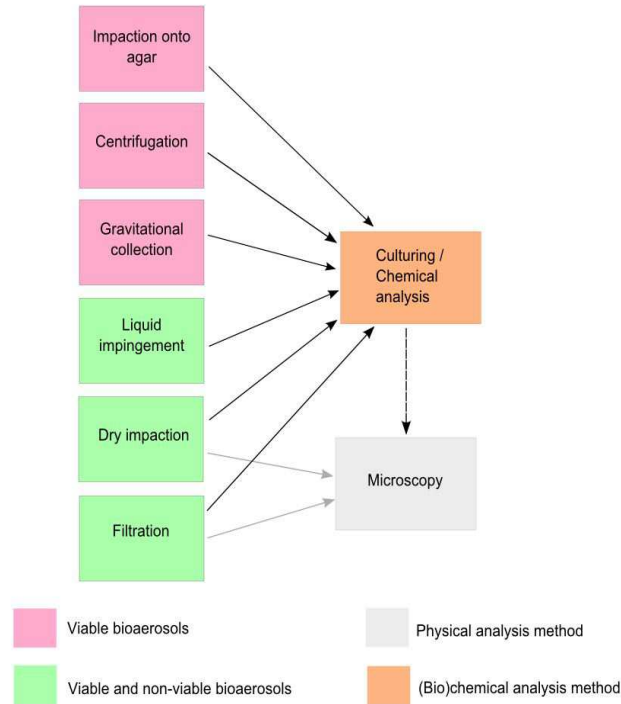 Impaction onto
agar
Centrifugation
Gravitational
collection
Culturing /
Chemical
analysis
Liquid
impingement
Dry impaction
Microscopy
Filtration
Viable bioaerosols
Physical analysis method
Viable and non-viable bioaerosols
(Bio)chemical analysis method